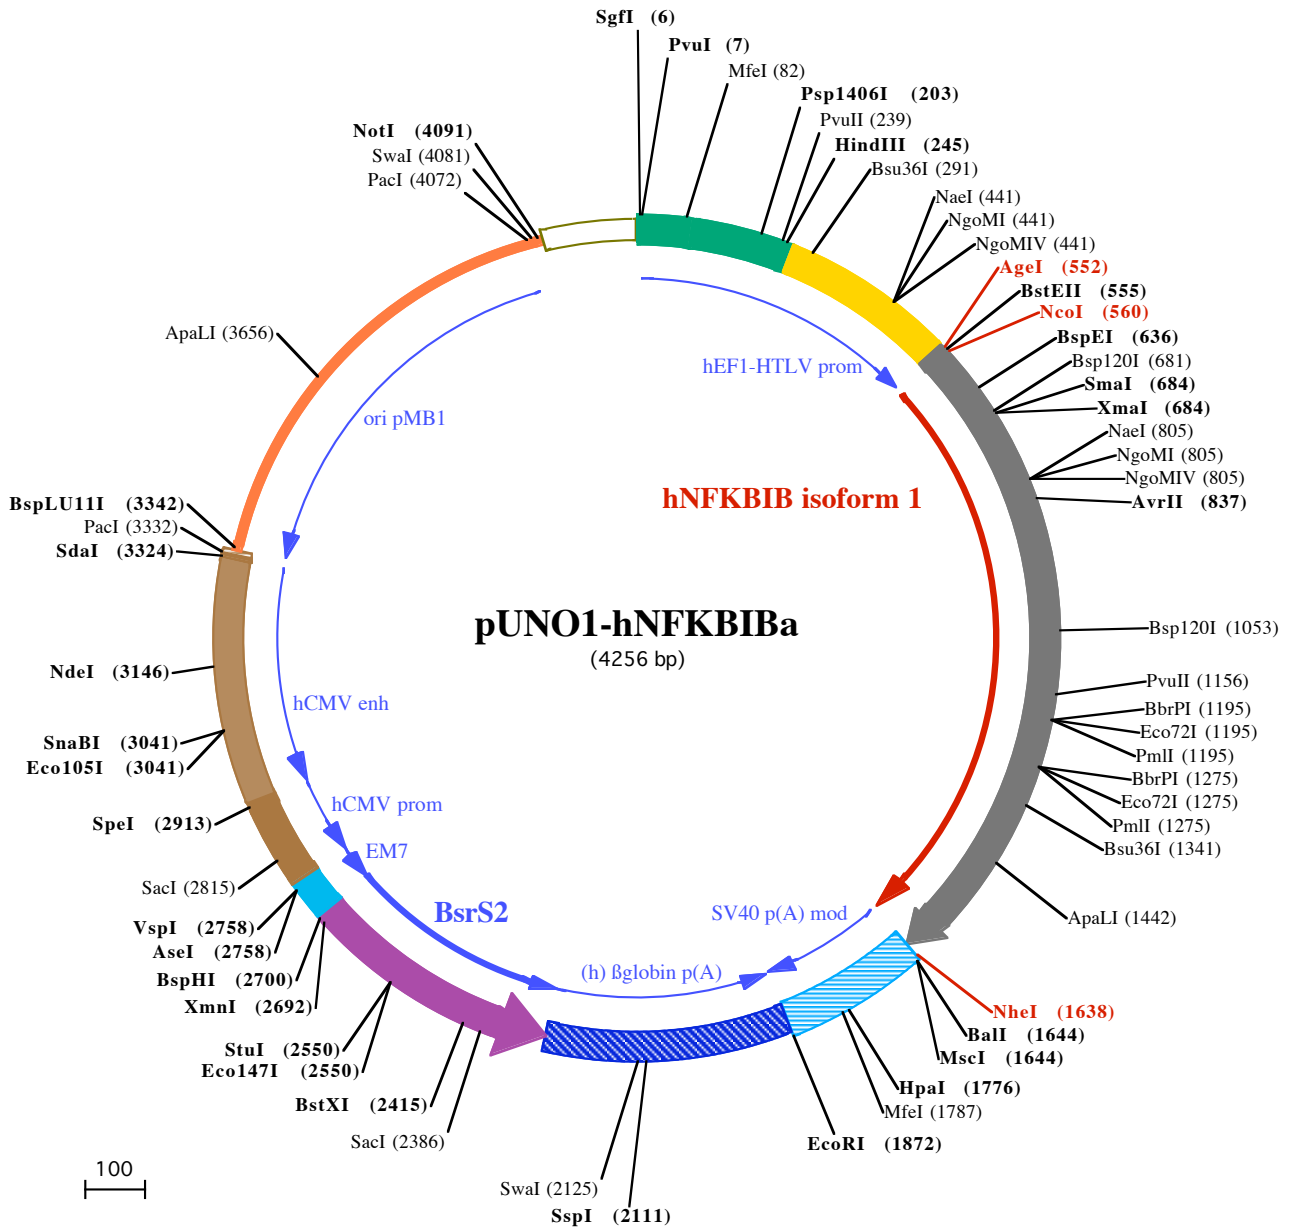 SgfI (6)
PvuI (7)
MfeI (82)
Psp1406I (203)
PvuII (239)
HindIII (245)
Bsu36I (291)
NaeI (441)
NgoMI (441)
NgoMIV (441)
AgeI (552)
BstEII (555)
NcoI (560)
BspEI (636)
Bsp120I (681)
SmaI (684)
XmaI (684)
NaeI (805)
NgoMI (805)
NgoMIV (805)
AvrII (837)
Bsp120I (1053)
PvuII (1156)
BbrPI (1195)
Eco72I (1195)
PmlI (1195)
BbrPI (1275)
Eco72I (1275)
PmlI (1275)
Bsu36I (1341)
ApaLI (1442)
NheI (1638)
BalI (1644)
MscI (1644)
HpaI (1776)
MfeI (1787)
EcoRI (1872)
SspI (2111)
SwaI (2125)
SacI (2386)
BstXI (2415)
Eco147I (2550)
StuI (2550)
XmnI (2692)
BspHI (2700)
AseI (2758)
VspI (2758)
SacI (2815)
SpeI (2913)
Eco105I (3041)
SnaBI (3041)
NdeI (3146)
SdaI (3324)
PacI (3332)
BspLU11I (3342)
ApaLI (3656)
PacI (4072)
SwaI (4081)
NotI (4091)
hEF1-HTLV prom
ori pMB1
hNFKBIB isoform 1
pUNO1-hNFKBIBa
(4256 bp)
hCMV enh
hCMV prom
EM7
BsrS2
SV40 p(A) mod
(h) ßglobin p(A)
100